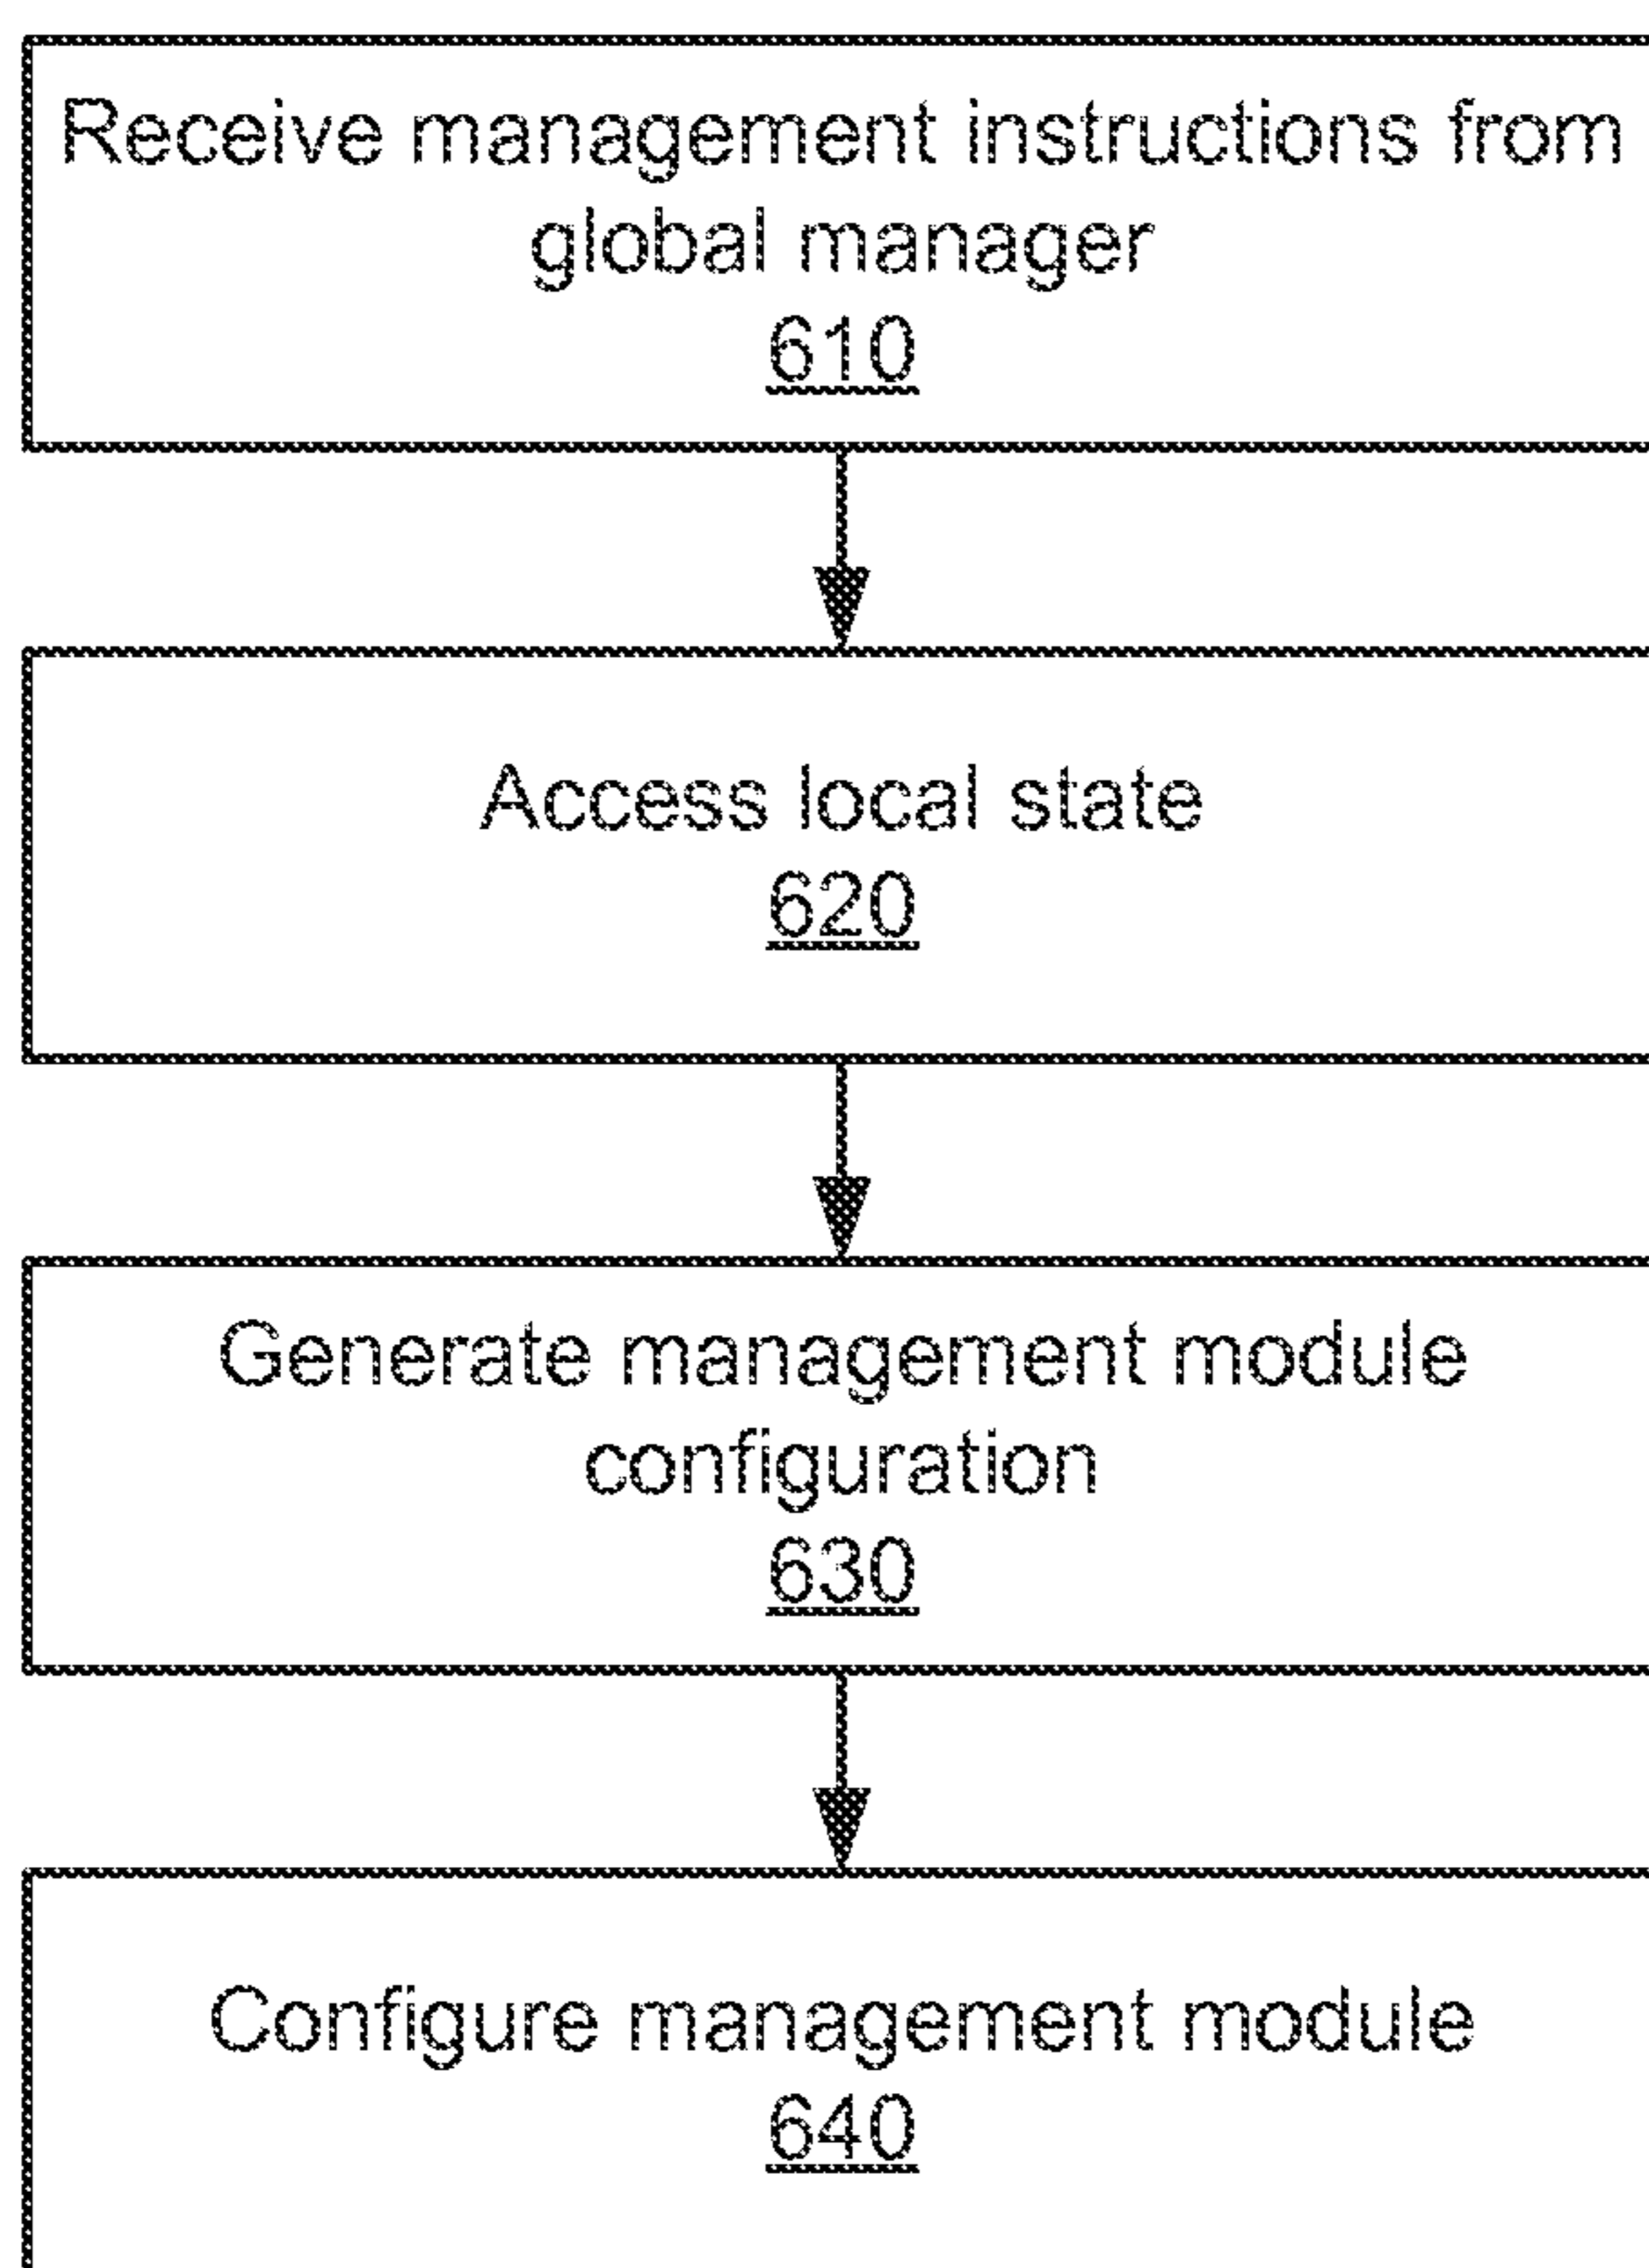 Receive management instructions from
global manager
610
Access local state
620
Generate management module
configuration
630
Configure management module
640